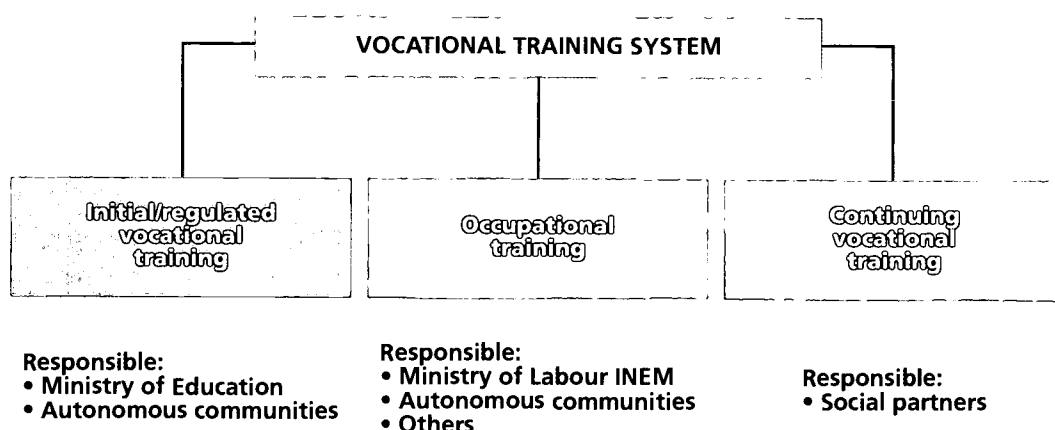 VOCATIONAL TRAINING SYSTEM
Initial/regulated
vocational
training
Occupational
training
Continuing
vocational
training
Responsible:
• Ministry of Education
• Autonomous communities
Responsible:
• Ministry of Labour INEM
• Autonomous communities
• Others
Responsible:
• Social partners